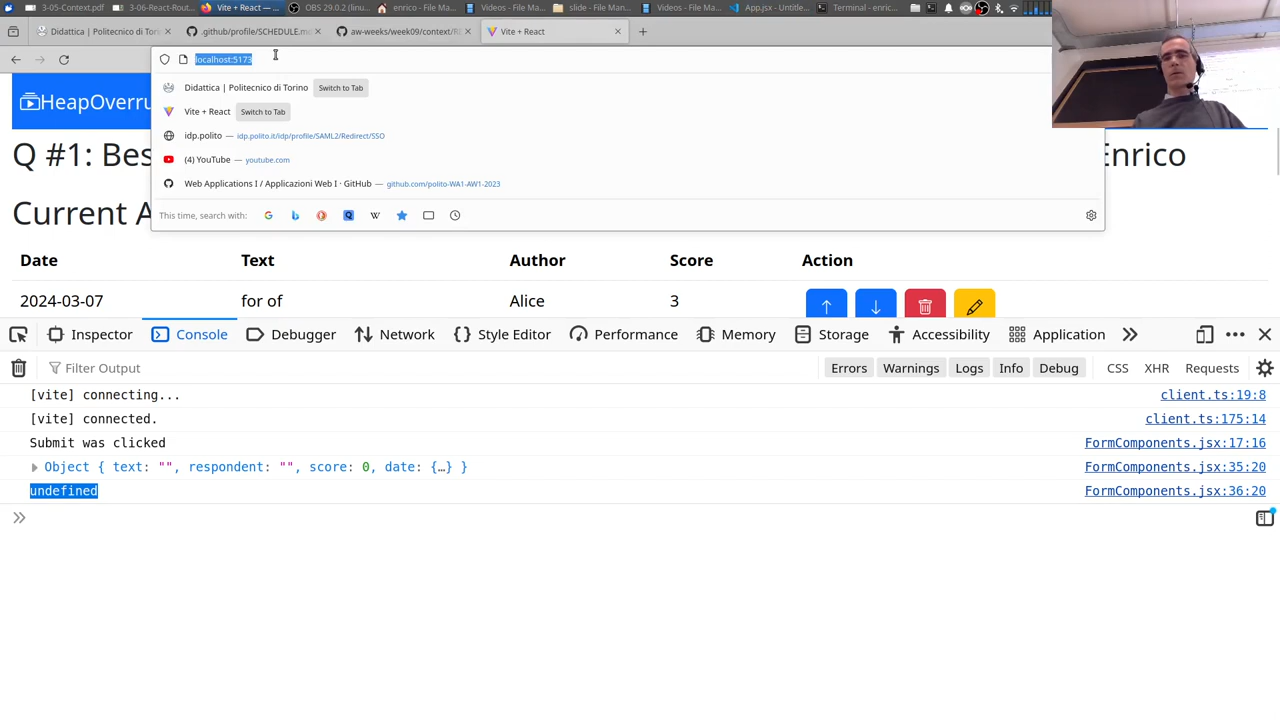 3-05-Context.pdf 3-06-React-Rout... Vite + React — ... OBS 29.0.2 (linu... enrico - File Ma... Videos - File Ma... slide - File Man... Videos - File Ma... App.jsx - Untitle... Terminal - enric...
Didattica | Politecnico di Tori .github/profile/SCHEDULE.m aw-weeks/week09/context/R Vite + React
localhost:5173
Didattica | Politecnico di Torino Switch to Tab
Vite + React Switch to Tab
idp.polito — idp.polito.it/idp/profile/SAML2/Redirect/SSO
(4) YouTube — youtube.com
Web Applications I / Applicazioni Web I · GitHub — github.com/polito-WA1-AW1-2023
This time, search with:
HeapOverru
Q #1: Bes Enrico
Current A
Date Text Author Score Action
2024-03-07 for of Alice 3
Inspector Console Debugger Network Style Editor Performance Memory Storage Accessibility Application
Filter Output Errors Warnings Logs Info Debug CSS XHR Requests
[vite] connecting... client.ts:19:8
[vite] connected. client.ts:175:14
Submit was clicked FormComponents.jsx:17:16
Object { text: "", respondent: "", score: 0, date: {…} } FormComponents.jsx:35:20
undefined FormComponents.jsx:36:20